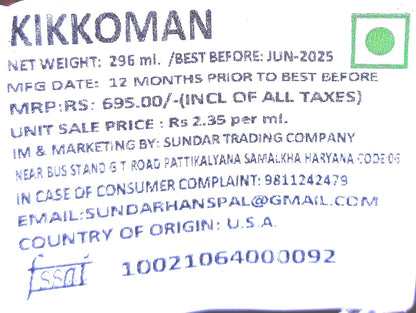 KIKKOMAN
NET WEIGHT: 296 ml. /BEST BEFORE: JUN-2025
MFG DATE: 12 MONTHS PRIOR TO BEST BEFORE
MRP:RS: 695.00/-(INCL OF ALL TAXES)
UNIT SALE PRICE : Rs 2.35 per ml.
IM & MARKETING BY: SUNDAR TRADING COMPANY
NEAR BUS STAND G T ROAD PATTIKALYANA SAMALKHA HARYANA CODE 06
IN CASE OF CONSUMER COMPLAINT: 9811242479
EMAIL:SUNDARHANSPAL@GMAIL.COM
COUNTRY OF ORIGIN: U.S.A.
fssai 10021064000092